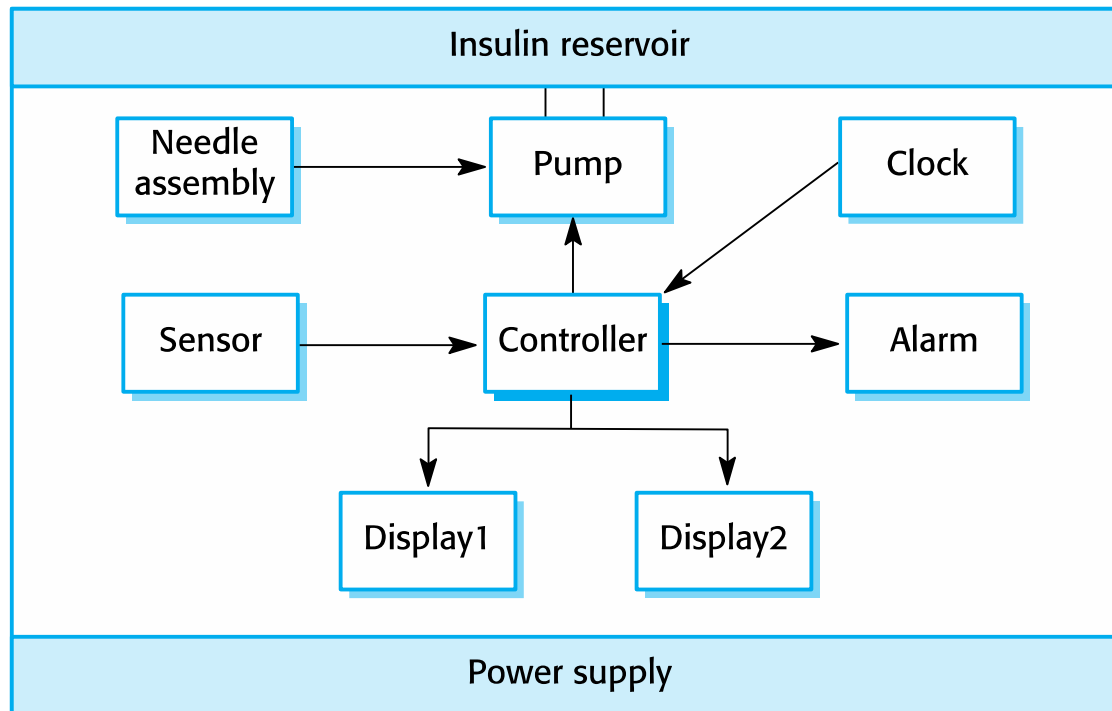 Insulin reservoir
Needle
assembly
Pump
Clock
Sensor
Controller
Alarm
Display1
Display2
Power supply